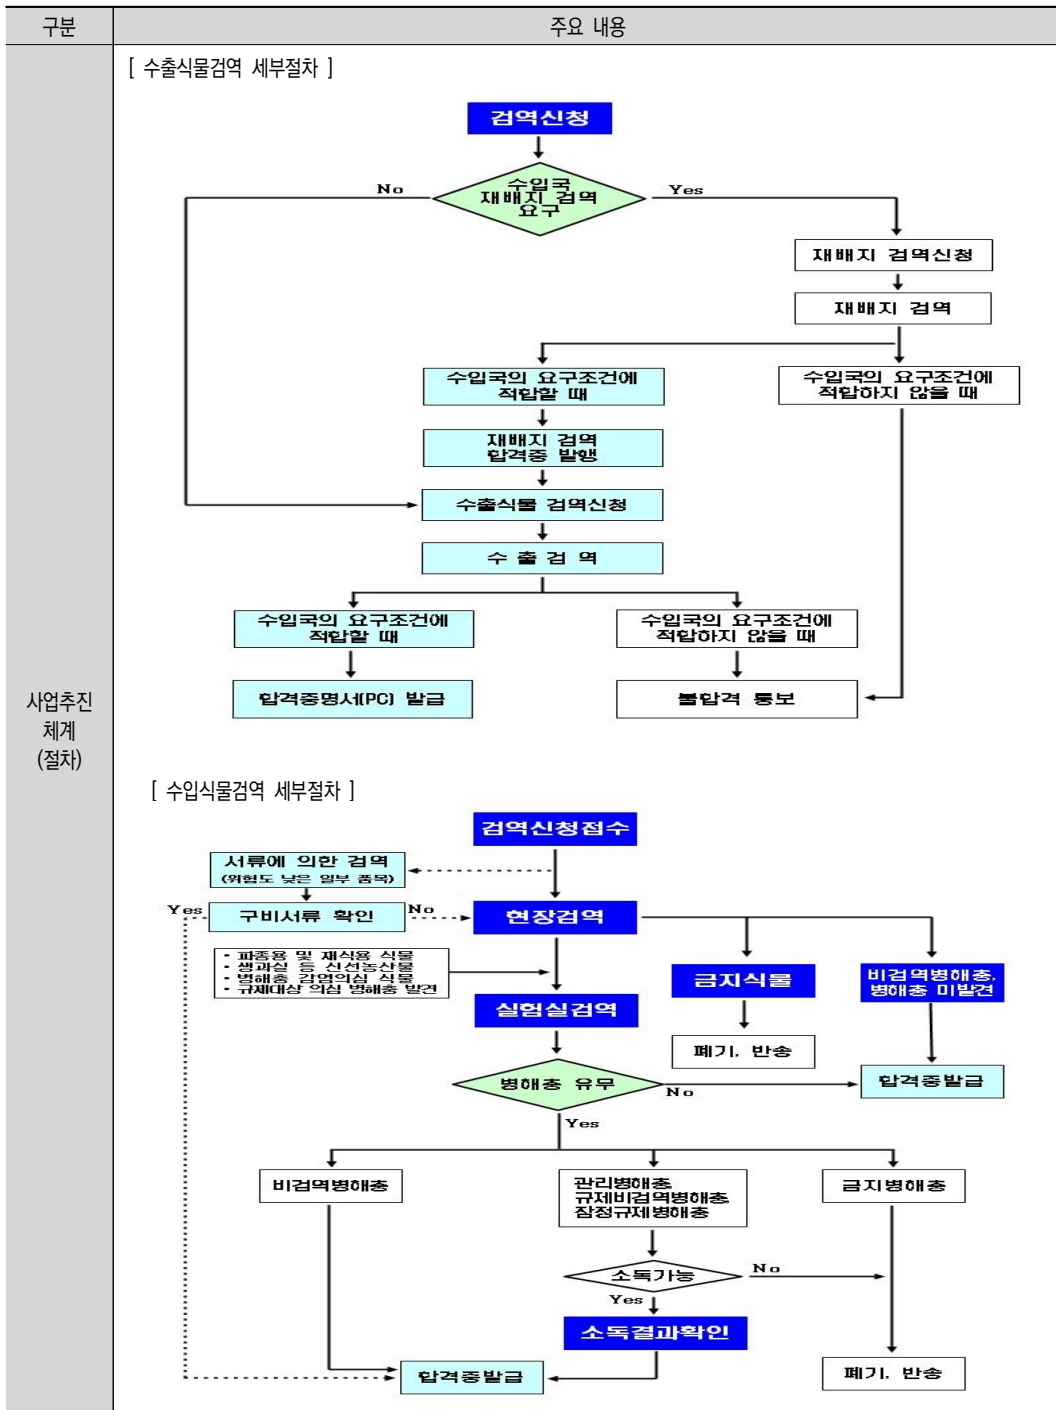 구분
주요 내용
사업추진
체계
(절차)
[ 수출식물검역 세부절차 ]
검역신청
수입국
재배지 검역
요구
No
Yes
재배지 검역신청
재배지 검역
수입국의 요구조건에
적합할 때
수입국의 요구조건에
적합하지 않을 때
재배지 검역
합격증 발행
수출식물 검역신청
수 출 검 역
수입국의 요구조건에
적합할 때
수입국의 요구조건에
적합하지 않을 때
합격증명서(PC) 발급
불합격 통보
[ 수입식물검역 세부절차 ]
검역신청접수
서류에 의한 검역
(위험도 낮은 일부 품목)
Yes
구비서류 확인
No
현장검역
• 파종용 및 재식용 식물
• 생과실 등 신선농산물
• 병해충 감염의심 식물
• 규제대상 의심 병해충 발견
금지식물
비검역병해충,
병해충 미발견
실험실검역
폐기, 반송
병해충 유무
No
합격증발급
Yes
비검역병해충
관리병해충,
규제비검역병해충,
잠정규제병해충
금지병해충
소독가능
No
Yes
소독결과확인
합격증발급
폐기, 반송